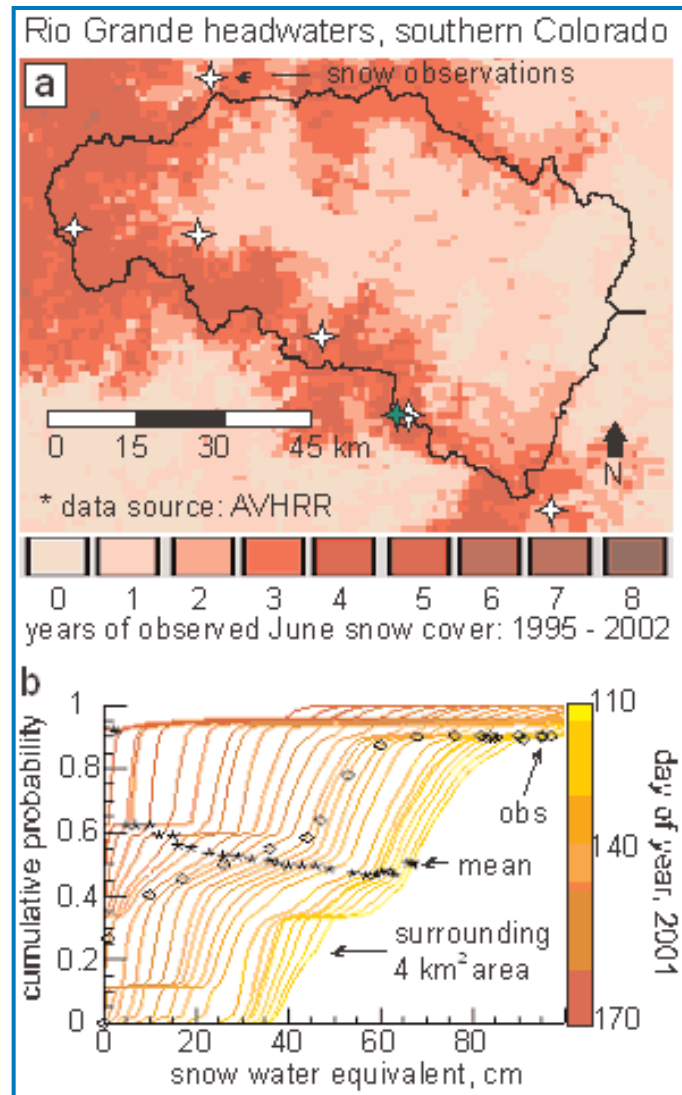 Rio Grande headwaters, southern Colorado
a
snow observations
0 15 30 45 km
N
* data source: AVHRR
0 1 2 3 4 5 6 7 8
years of observed June snow cover: 1995 - 2002
b
1
0.8
0.6
0.4
0.2
0
cumulative probability
obs
mean
surrounding
4 km² area
0 20 40 60 80
snow water equivalent, cm
110
140
170
day of year, 2001